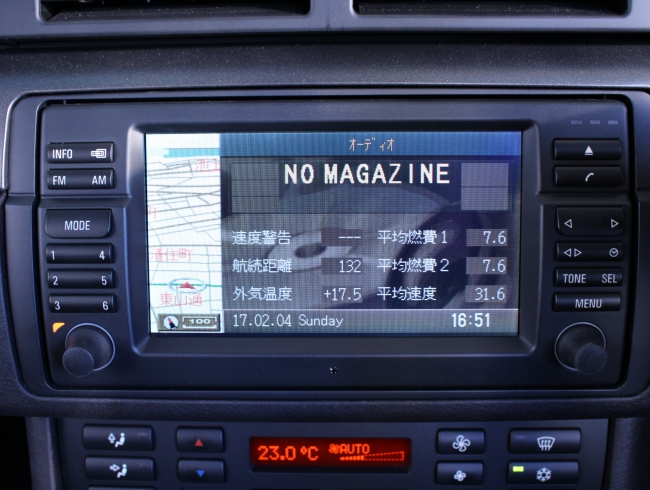 オーディオ
INFO
NO MAGAZINE
FM AM
MODE
速度警告 --- 平均燃費1 7.6
1 4
航続距離 132 平均燃費2 7.6
2 5
TONE SEL
外気温度 +17.5 平均速度 31.6
3 6
MENU
東山通
100
17.02.04 Sunday 16:51
23.0°C AUTO